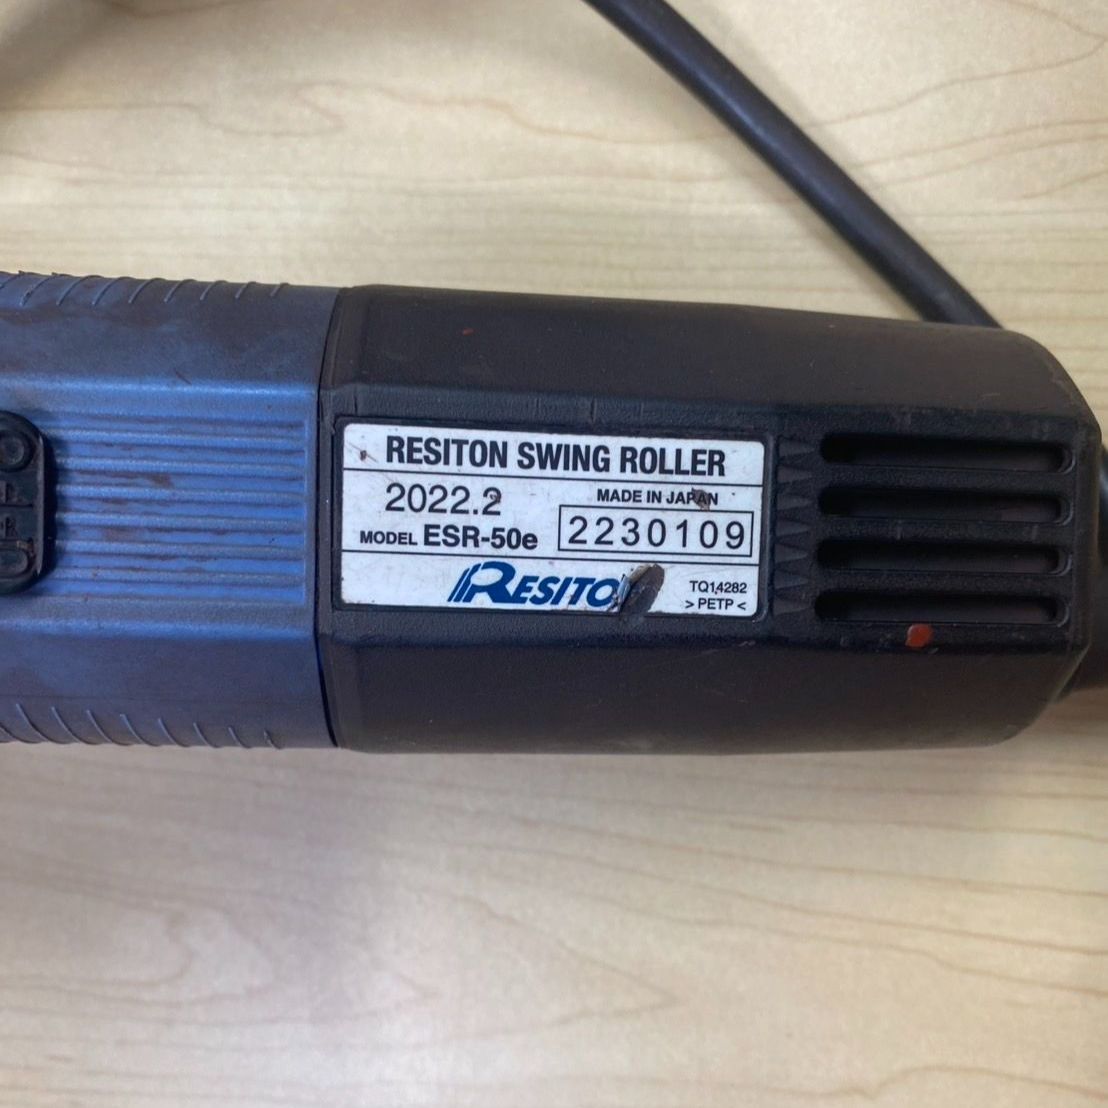 RESITON SWING ROLLER
2022.2
MADE IN JAPAN
MODEL ESR-50e
2230109
RESITO
TQ14282
> PETP <